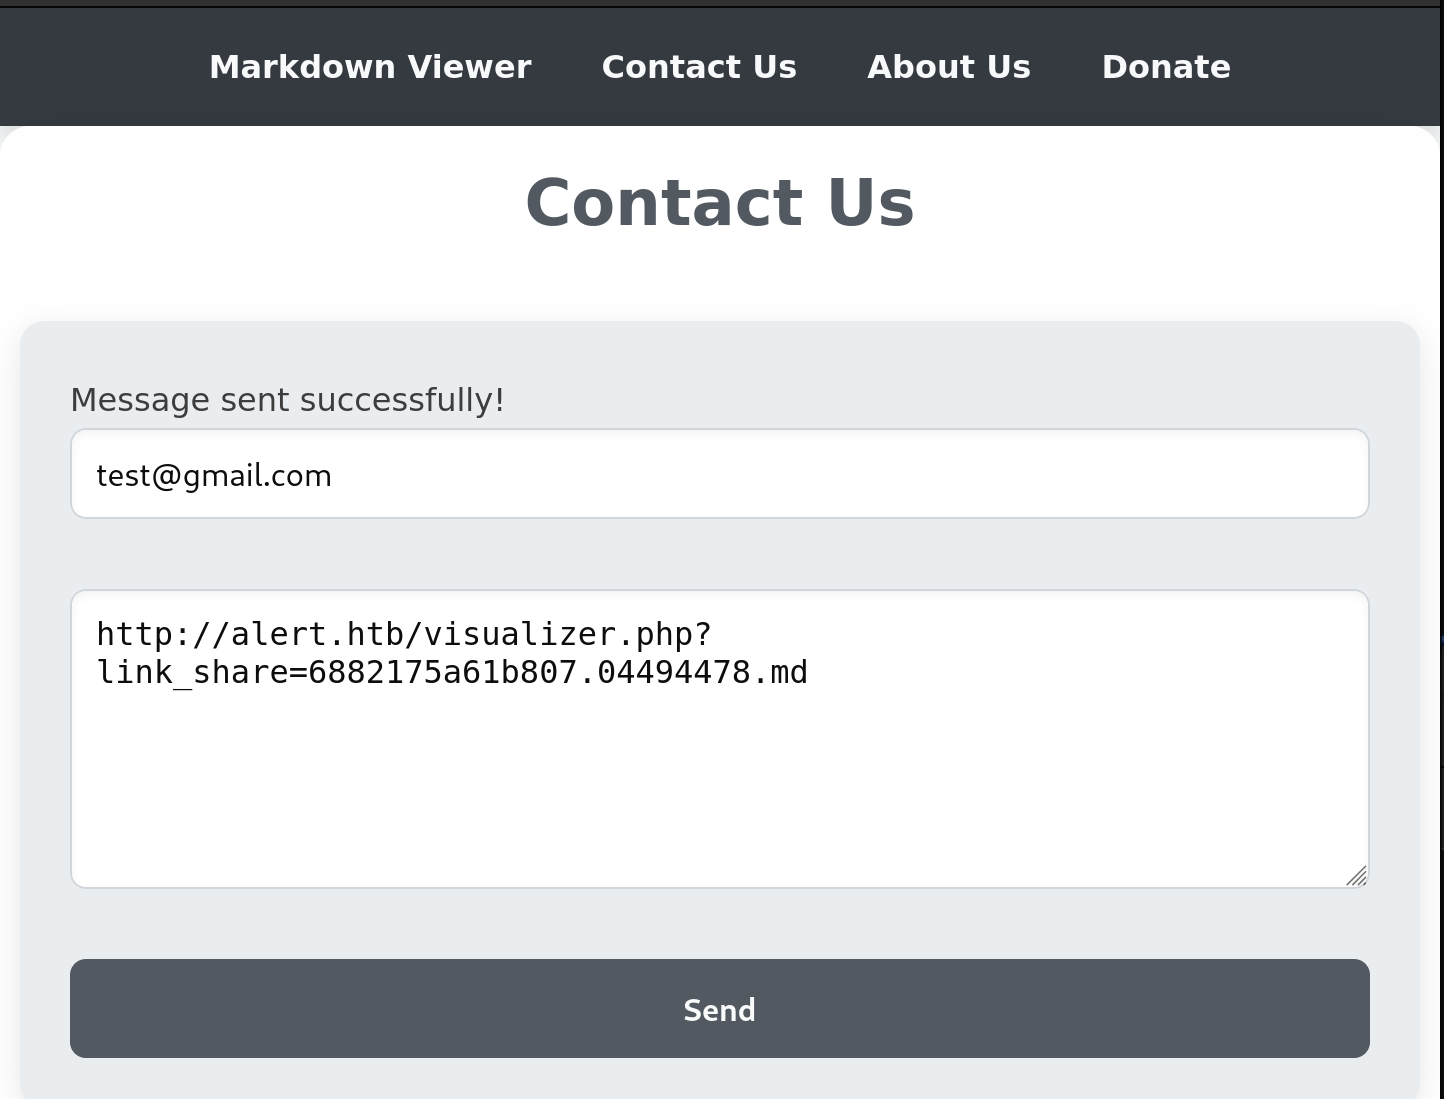 Markdown Viewer Contact Us About Us Donate
Contact Us
Message sent successfully!
test@gmail.com
http://alert.htb/visualizer.php?
link_share=6882175a61b807.04494478.md
Send